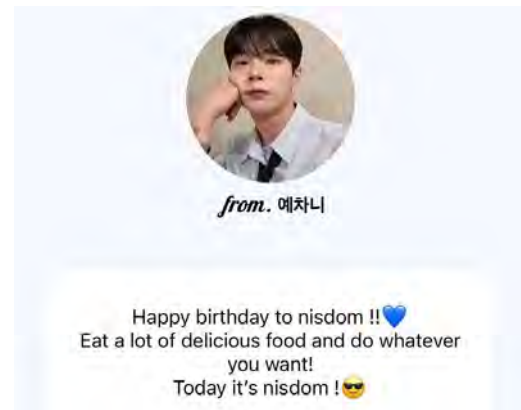 from. 예차니
Happy birthday to nisdom !!💙
Eat a lot of delicious food and do whatever
you want!
Today it's nisdom !😎